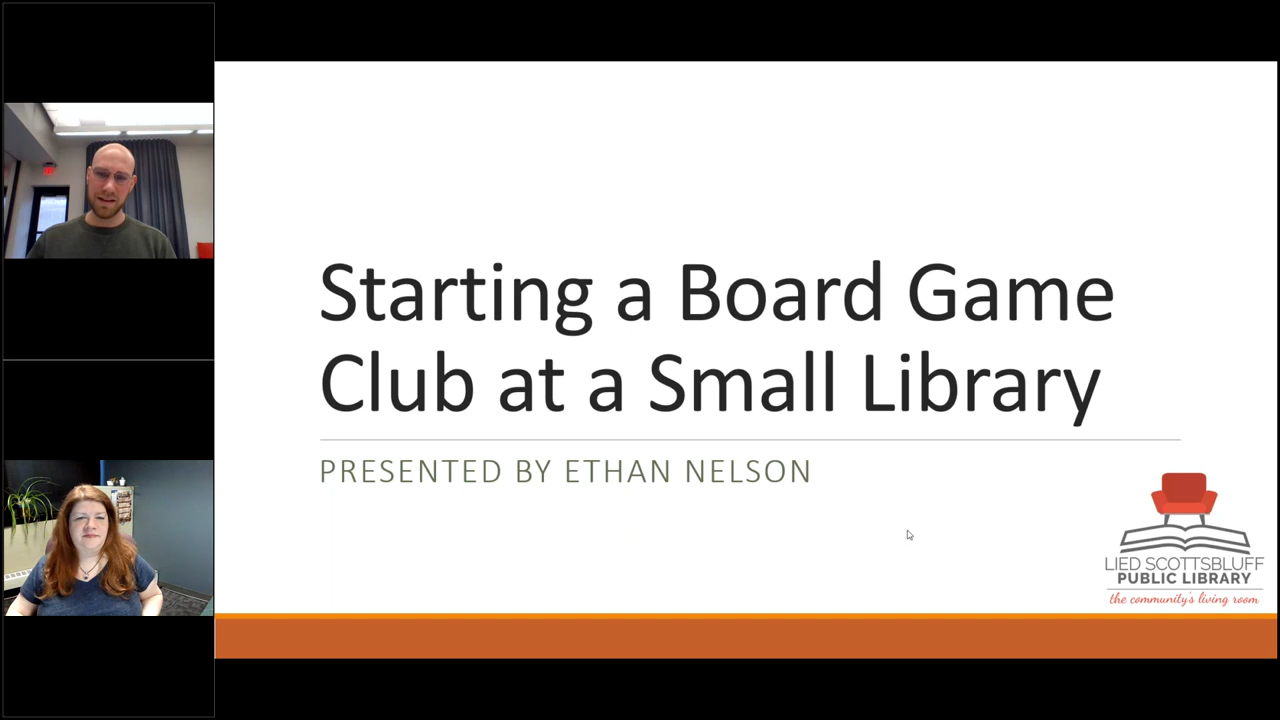 Starting a Board Game
Club at a Small Library
PRESENTED BY ETHAN NELSON
LIED SCOTTSBLUFF
PUBLIC LIBRARY
the community's living room